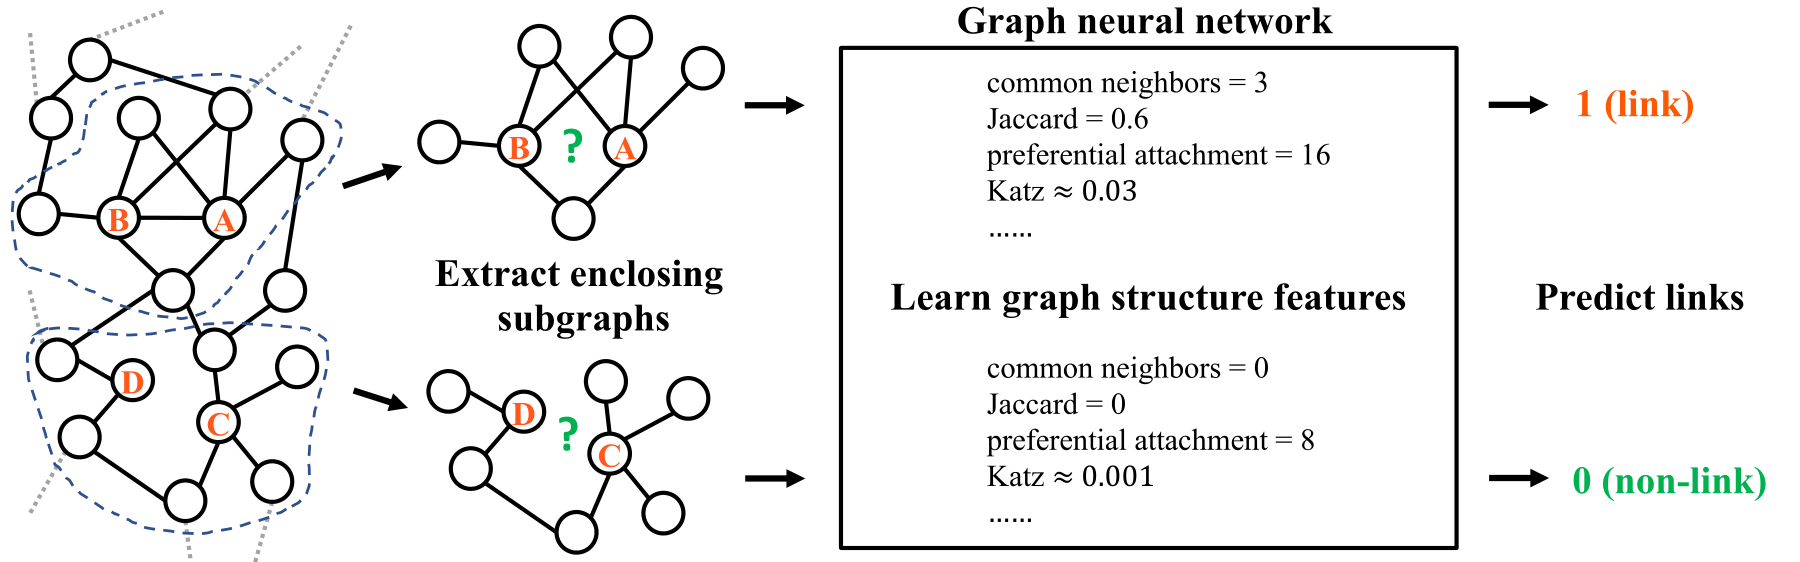 Graph neural network
B
A
D
C
B
?
A
Extract enclosing
subgraphs
D
?
C
common neighbors = 3
Jaccard = 0.6
preferential attachment = 16
Katz ≈ 0.03
......
Learn graph structure features
common neighbors = 0
Jaccard = 0
preferential attachment = 8
Katz ≈ 0.001
......
1 (link)
Predict links
0 (non-link)